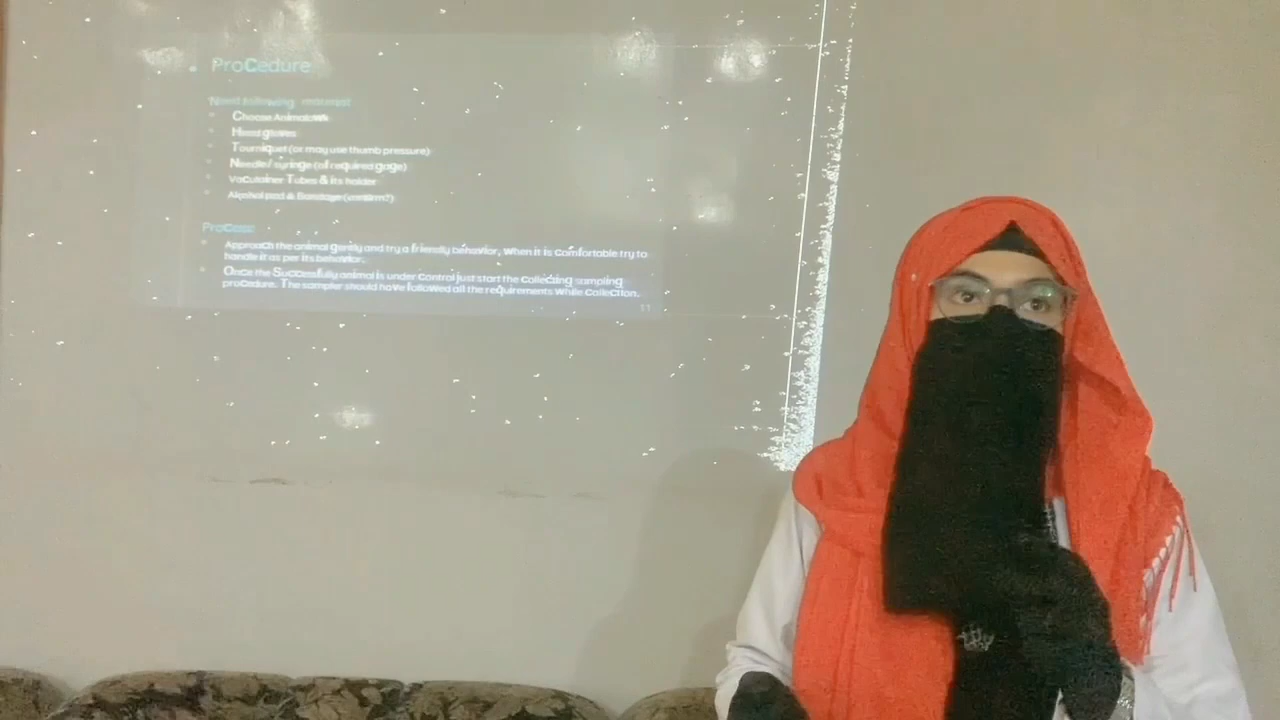 ProCedure
Need following material
Choose Animal
Hand gloves
Tourniquet (or may use thumb pressure)
Needle/ syringe (of required gage)
Vacutainer Tubes & its holder
Alcohol pad & Bandage
Process
Approach the animal gently and try a friendly behavior, when it is comfortable try to
handle it as per its behavior.
Once the Successfully animal is under control just start the collecting sampling
procedure. The sampler should have followed all the requirements while collection.
11